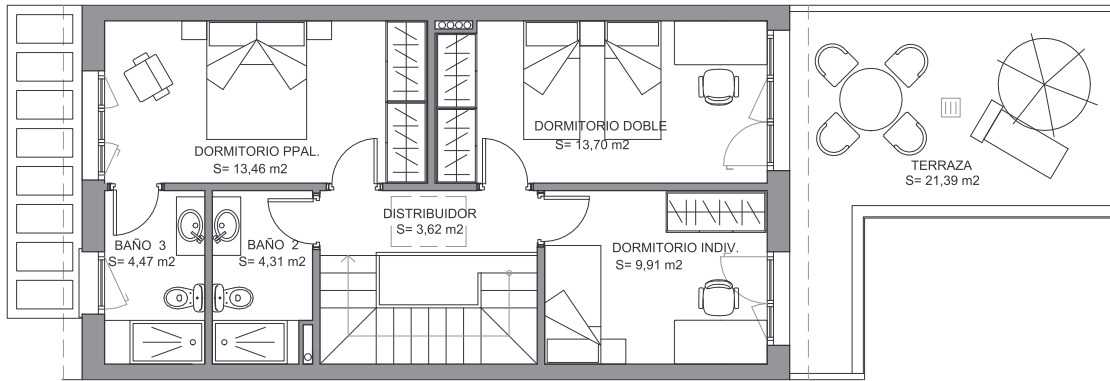 DORMITORIO PPAL.
S= 13,46 m2
DORMITORIO DOBLE
S= 13,70 m2
TERRAZA
S= 21,39 m2
DISTRIBUIDOR
S= 3,62 m2
BAÑO 3
S= 4,47 m2
BAÑO 2
S= 4,31 m2
DORMITORIO INDIV.
S= 9,91 m2